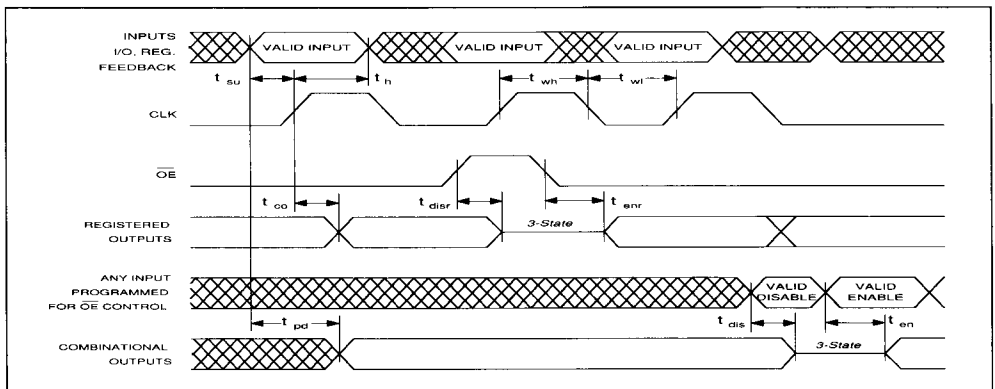 INPUTS
I/O, REG.
FEEDBACK
VALID INPUT
VALID INPUT
VALID INPUT
t su
t h
t wh
t wl
CLK
OE
t co
t disr
t enr
REGISTERED
OUTPUTS
3-State
ANY INPUT
PROGRAMMED
FOR OE CONTROL
VALID
DISABLE
VALID
ENABLE
t pd
t dis
t en
COMBINATIONAL
OUTPUTS
3-State